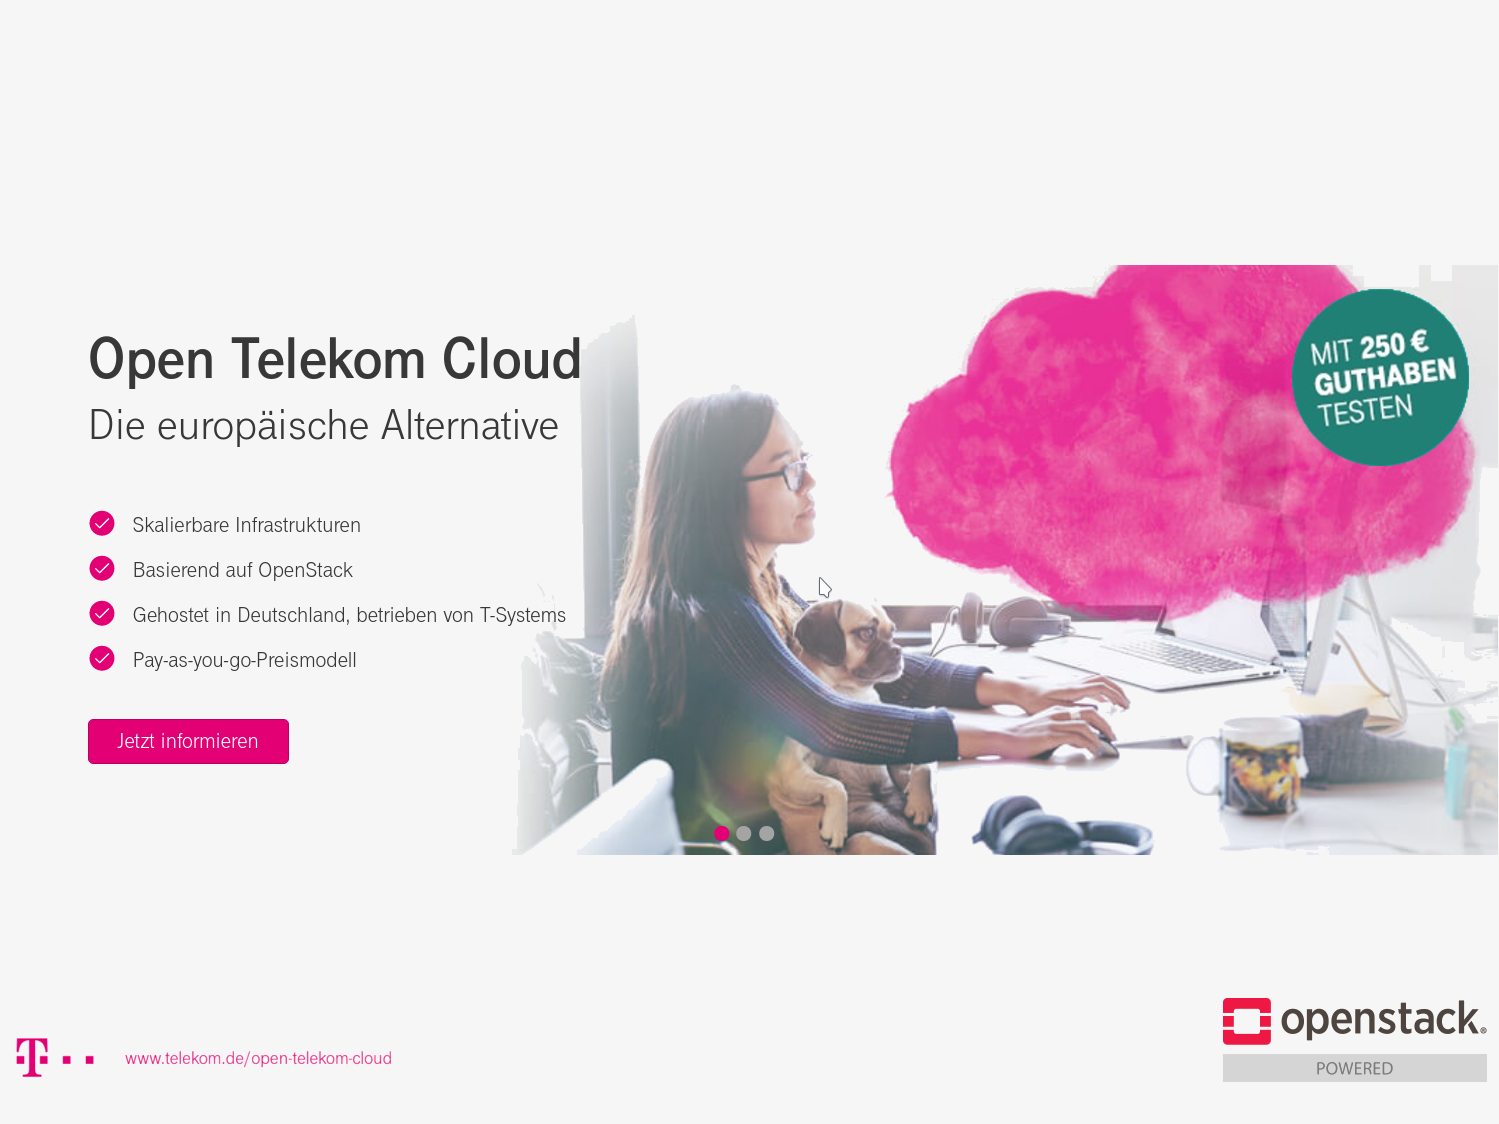 Open Telekom Cloud
Die europäische Alternative
MIT 250 €
GUTHABEN
TESTEN
Skalierbare Infrastrukturen
Basierend auf OpenStack
Gehostet in Deutschland, betrieben von T-Systems
Pay-as-you-go-Preismodell
Jetzt informieren
T
www.telekom.de/open-telekom-cloud
openstack®
POWERED